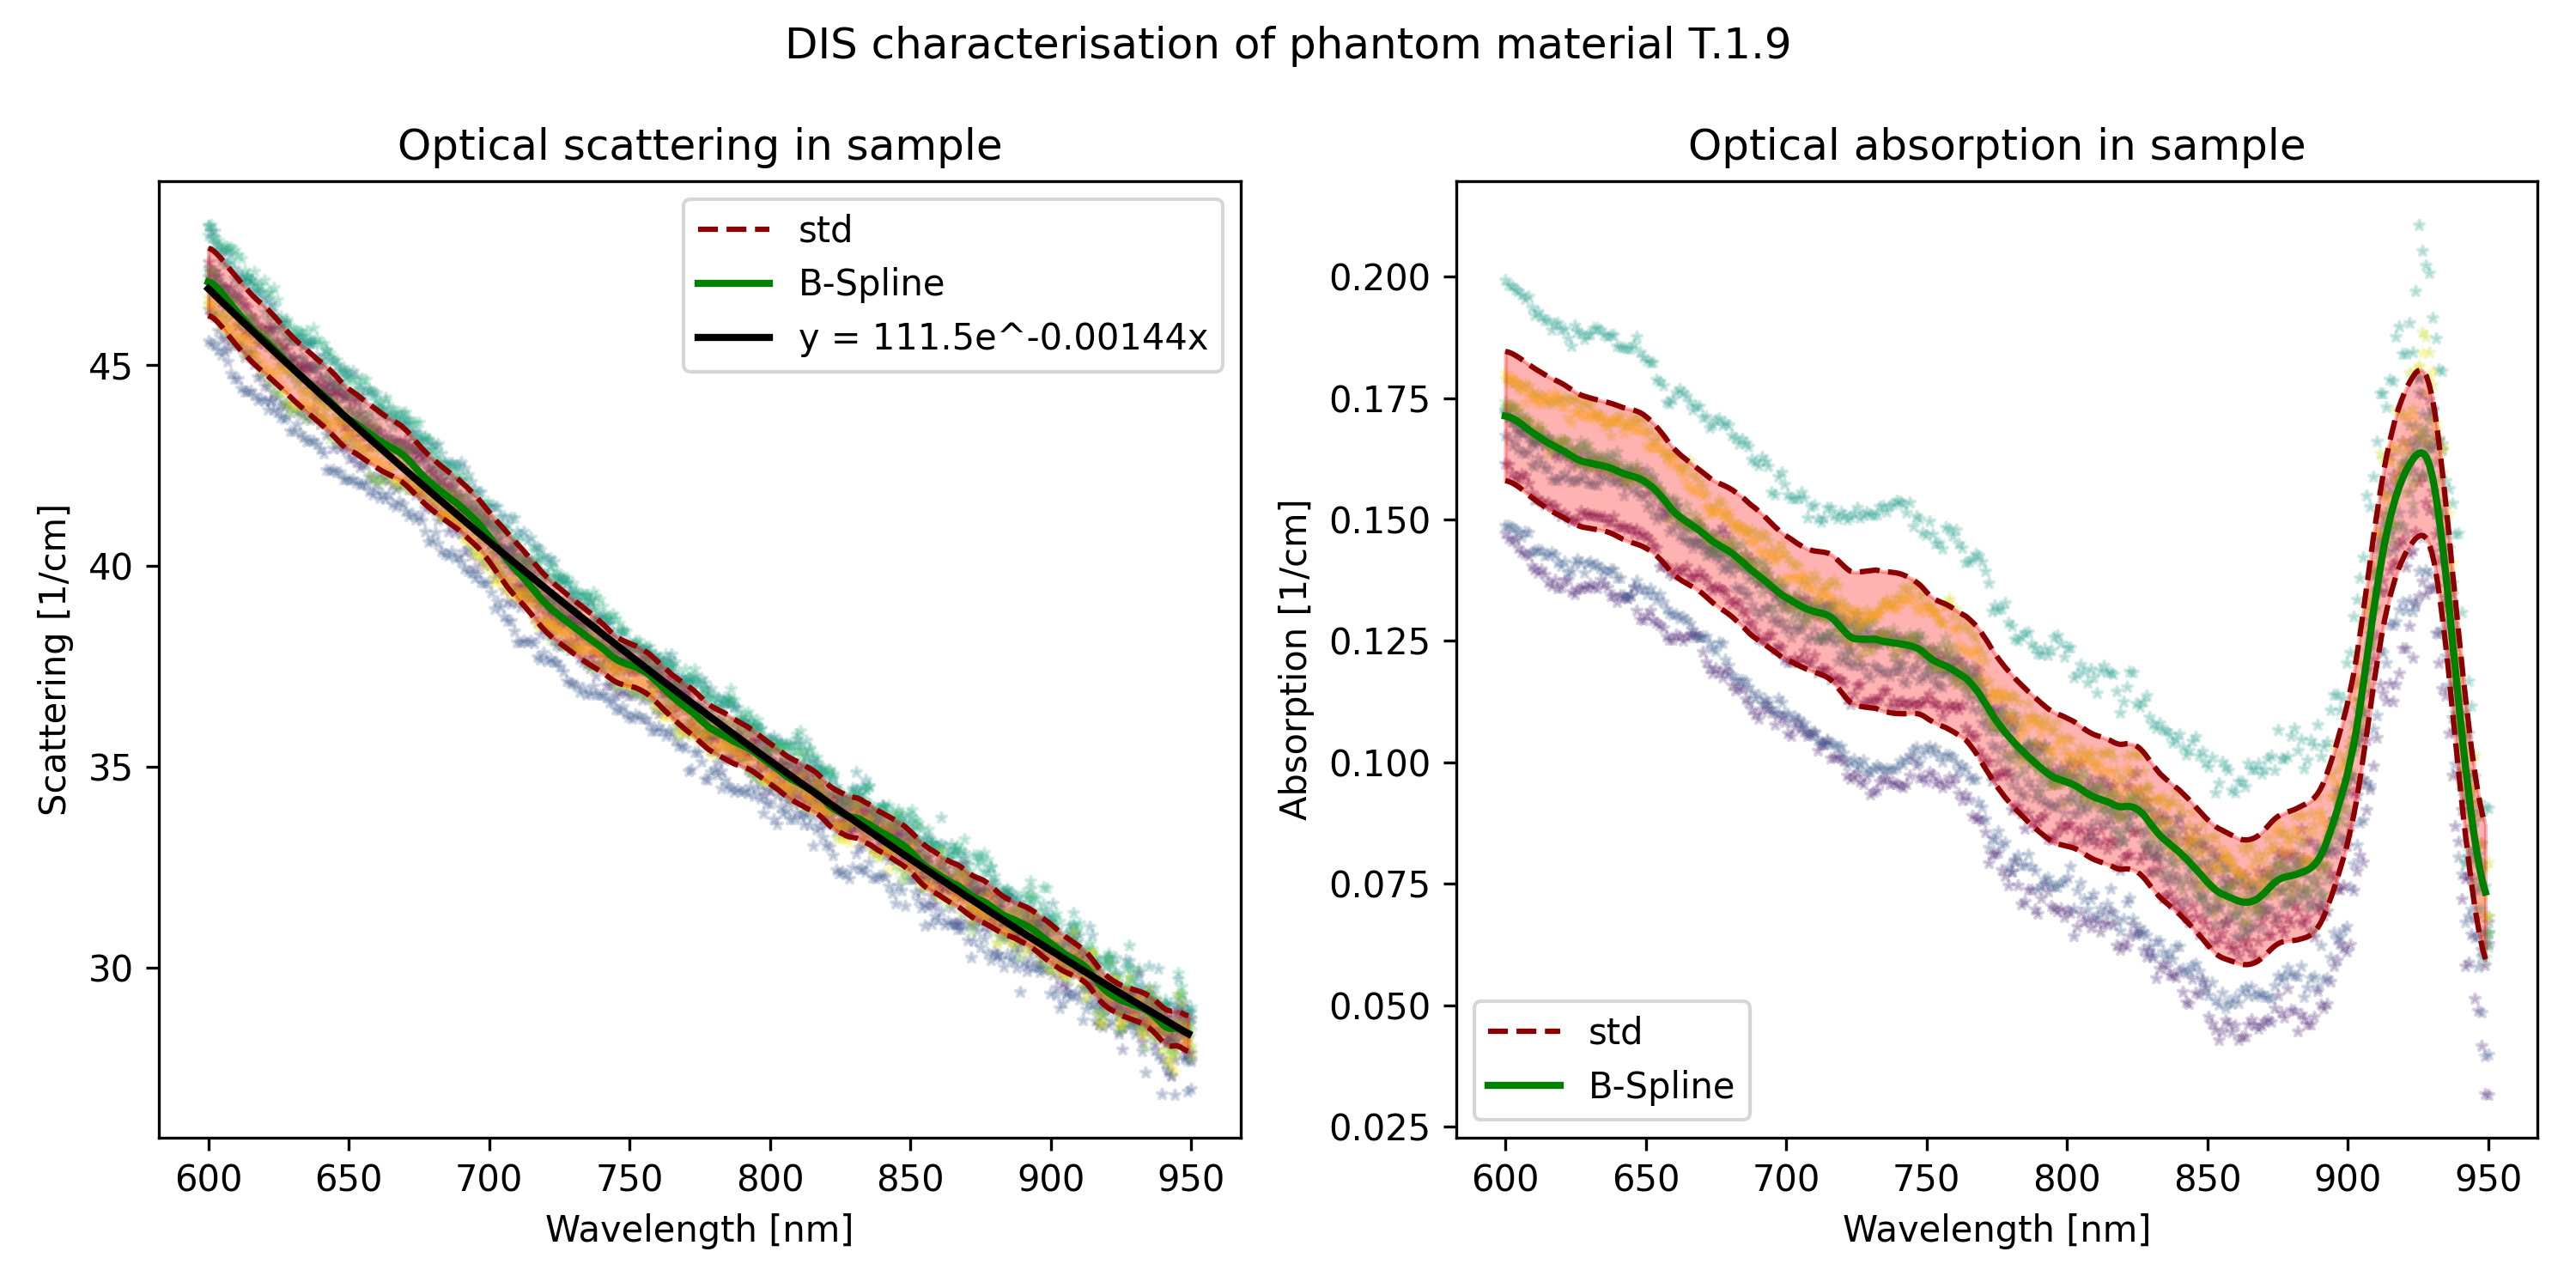 DIS characterisation of phantom material T.1.9
Optical scattering in sample
std
B-Spline
y = 111.5e^-0.00144x
45
40
35
30
Scattering [1/cm]
600 650 700 750 800 850 900 950
Wavelength [nm]
Optical absorption in sample
0.200
0.175
0.150
0.125
0.100
0.075
0.050
0.025
Absorption [1/cm]
std
B-Spline
600 650 700 750 800 850 900 950
Wavelength [nm]